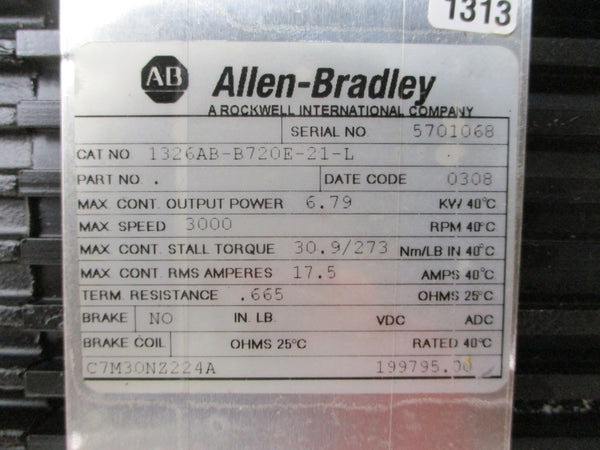 1313
AB Allen-Bradley
A ROCKWELL INTERNATIONAL COMPANY
SERIAL NO 5701068
CAT NO 1326AB-B720E-21-L
PART NO. . DATE CODE 0308
MAX. CONT. OUTPUT POWER 6.79 KW 40°C
MAX. SPEED 3000 RPM 40°C
MAX. CONT. STALL TORQUE 30.9/273 Nm/LB IN 40°C
MAX. CONT. RMS AMPERES 17.5 AMPS 40°C
TERM. RESISTANCE .665 OHMS 25°C
BRAKE NO IN. LB. VDC ADC
BRAKE COIL OHMS 25°C RATED 40°C
C7M30NZ224A 199795.00